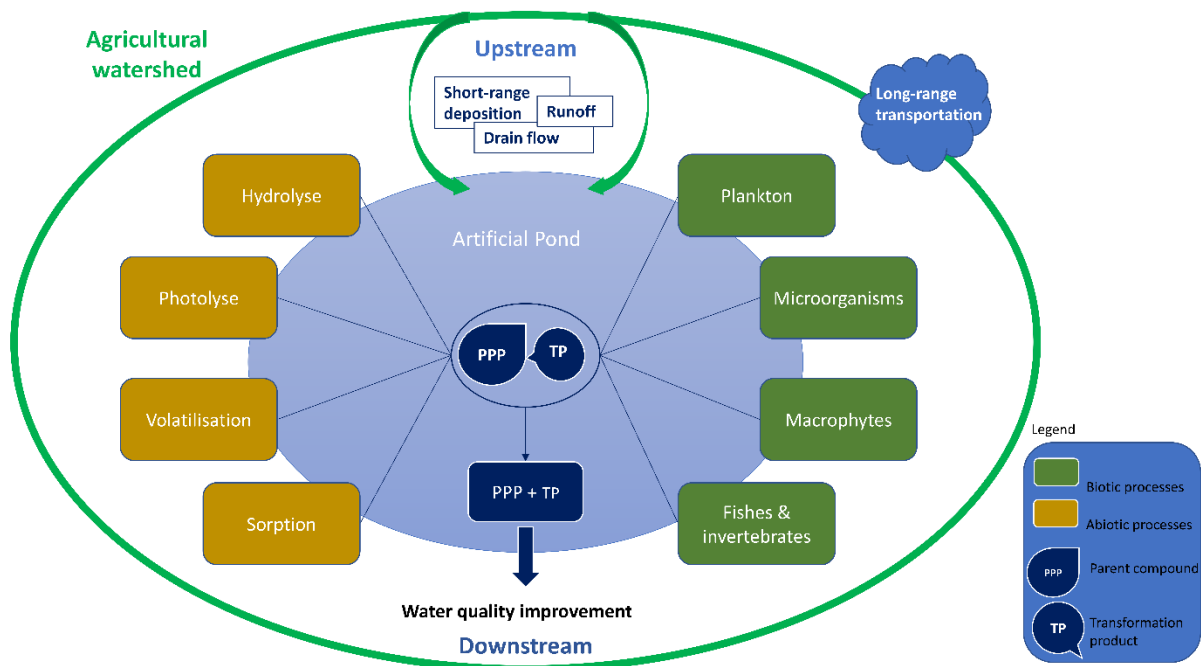 Agricultural
watershed
Upstream
Short-range
deposition
Runoff
Drain flow
Long-range
transportation
Hydrolyse
Plankton
Artificial Pond
Photolyse
Microorganisms
PPP
TP
Volatilisation
Macrophytes
Sorption
PPP + TP
Fishes &
invertebrates
Water quality improvement
Downstream
Legend
Biotic processes
Abiotic processes
PPP
Parent compound
TP
Transformation
product